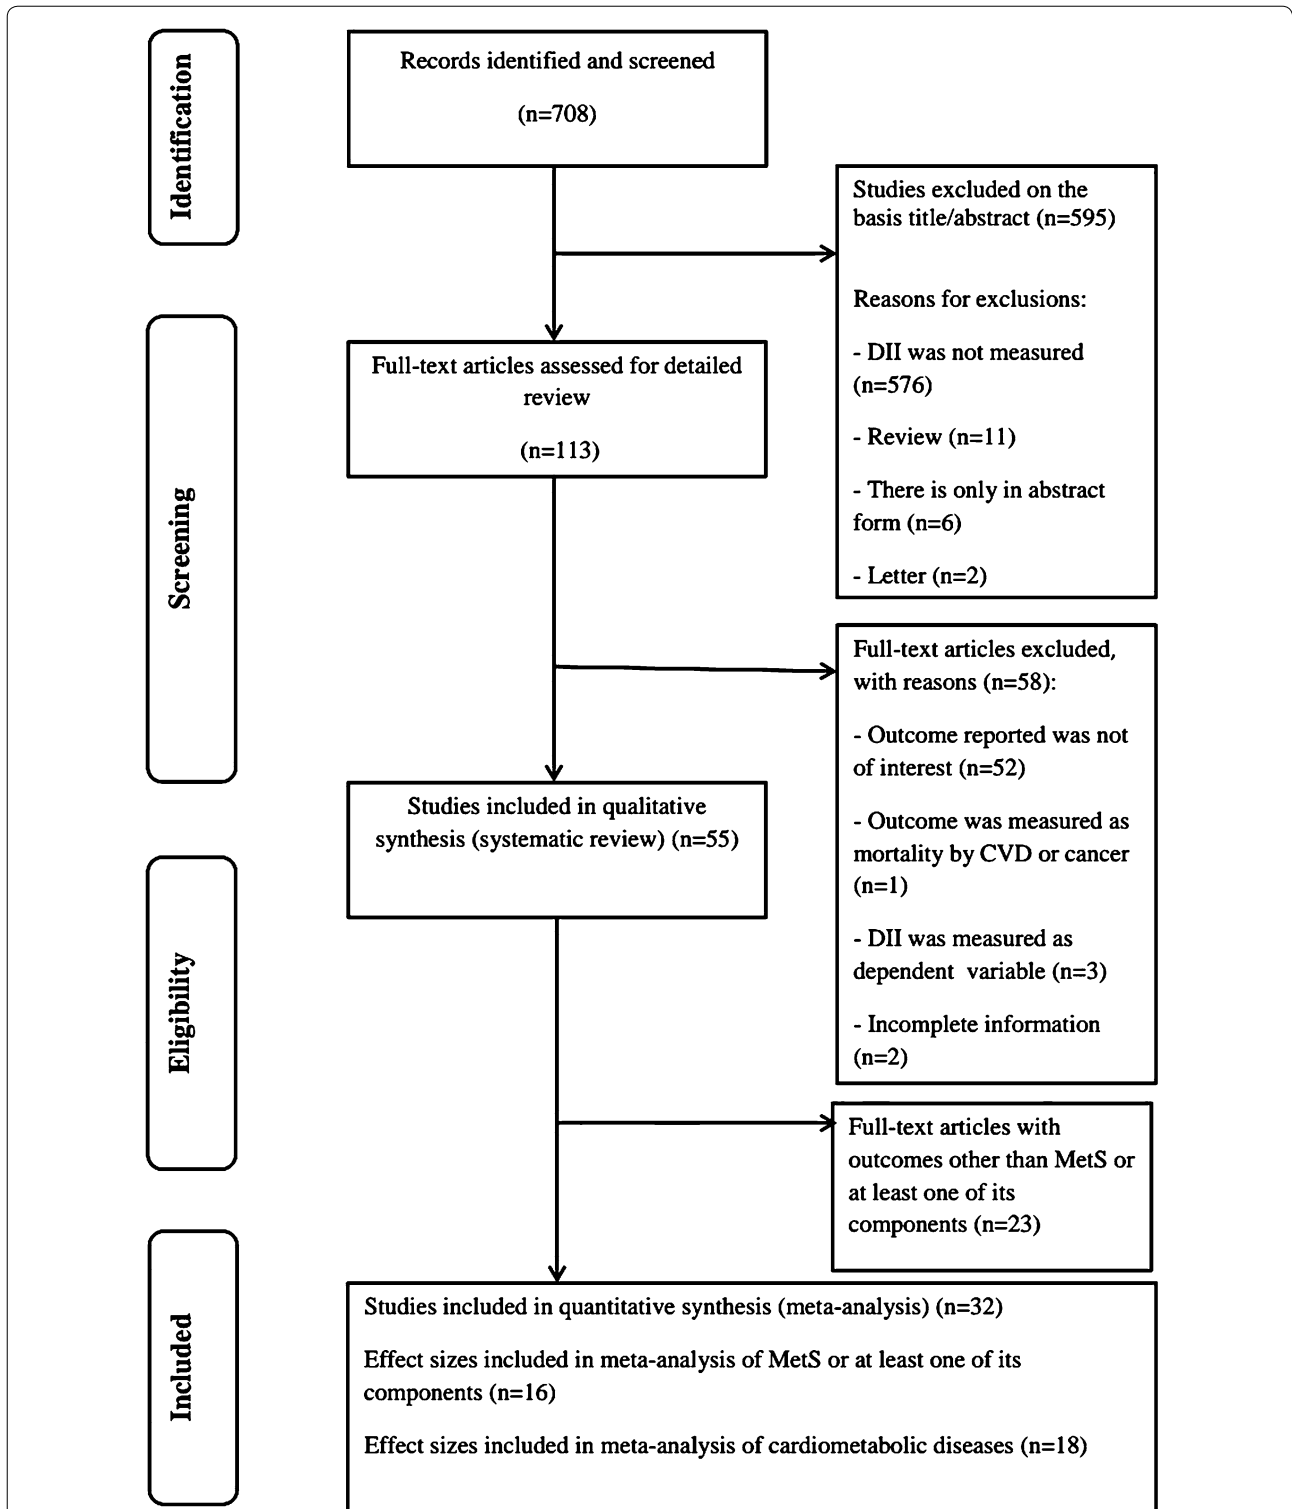 Identification
Records identified and screened
(n=708)
Studies excluded on the
basis title/abstract (n=595)
Reasons for exclusions:
- DII was not measured
(n=576)
- Review (n=11)
- There is only in abstract
form (n=6)
- Letter (n=2)
Screening
Full-text articles assessed for detailed
review
(n=113)
Full-text articles excluded,
with reasons (n=58):
- Outcome reported was not
of interest (n=52)
- Outcome was measured as
mortality by CVD or cancer
(n=1)
- DII was measured as
dependent variable (n=3)
- Incomplete information
(n=2)
Studies included in qualitative
synthesis (systematic review) (n=55)
Eligibility
Full-text articles with
outcomes other than MetS or
at least one of its
components (n=23)
Included
Studies included in quantitative synthesis (meta-analysis) (n=32)
Effect sizes included in meta-analysis of MetS or at least one of its
components (n=16)
Effect sizes included in meta-analysis of cardiometabolic diseases (n=18)